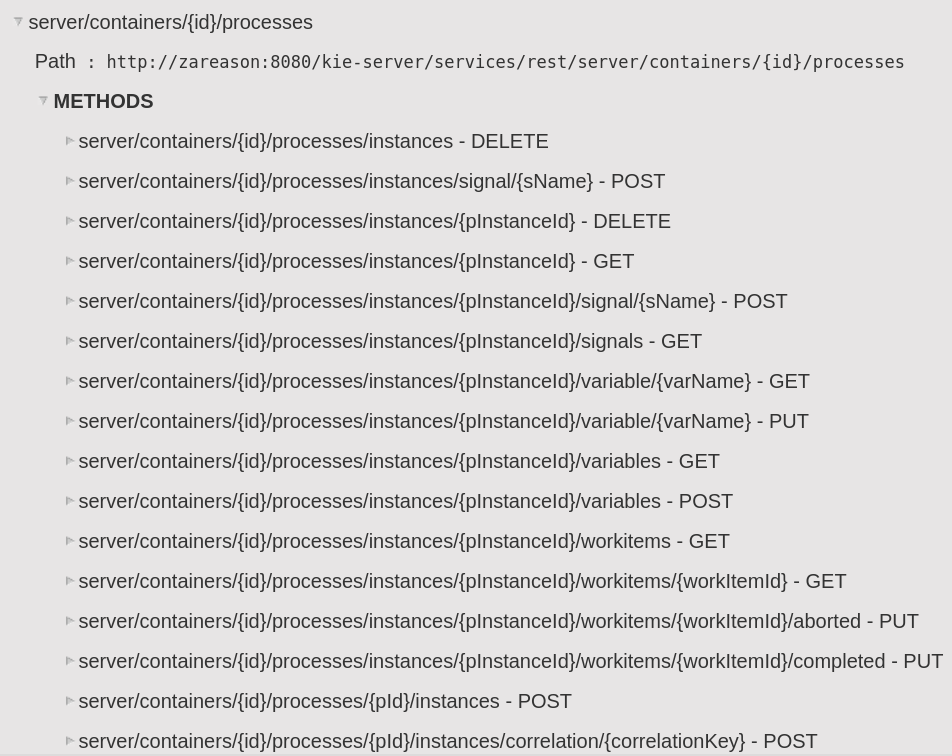 server/containers/{id}/processes
Path : http://zareason:8080/kie-server/services/rest/server/containers/{id}/processes
METHODS
server/containers/{id}/processes/instances - DELETE
server/containers/{id}/processes/instances/signal/{sName} - POST
server/containers/{id}/processes/instances/{pInstanceId} - DELETE
server/containers/{id}/processes/instances/{pInstanceId} - GET
server/containers/{id}/processes/instances/{pInstanceId}/signal/{sName} - POST
server/containers/{id}/processes/instances/{pInstanceId}/signals - GET
server/containers/{id}/processes/instances/{pInstanceId}/variable/{varName} - GET
server/containers/{id}/processes/instances/{pInstanceId}/variable/{varName} - PUT
server/containers/{id}/processes/instances/{pInstanceId}/variables - GET
server/containers/{id}/processes/instances/{pInstanceId}/variables - POST
server/containers/{id}/processes/instances/{pInstanceId}/workitems - GET
server/containers/{id}/processes/instances/{pInstanceId}/workitems/{workItemId} - GET
server/containers/{id}/processes/instances/{pInstanceId}/workitems/{workItemId}/aborted - PUT
server/containers/{id}/processes/instances/{pInstanceId}/workitems/{workItemId}/completed - PUT
server/containers/{id}/processes/{pId}/instances - POST
server/containers/{id}/processes/{pId}/instances/correlation/{correlationKey} - POST